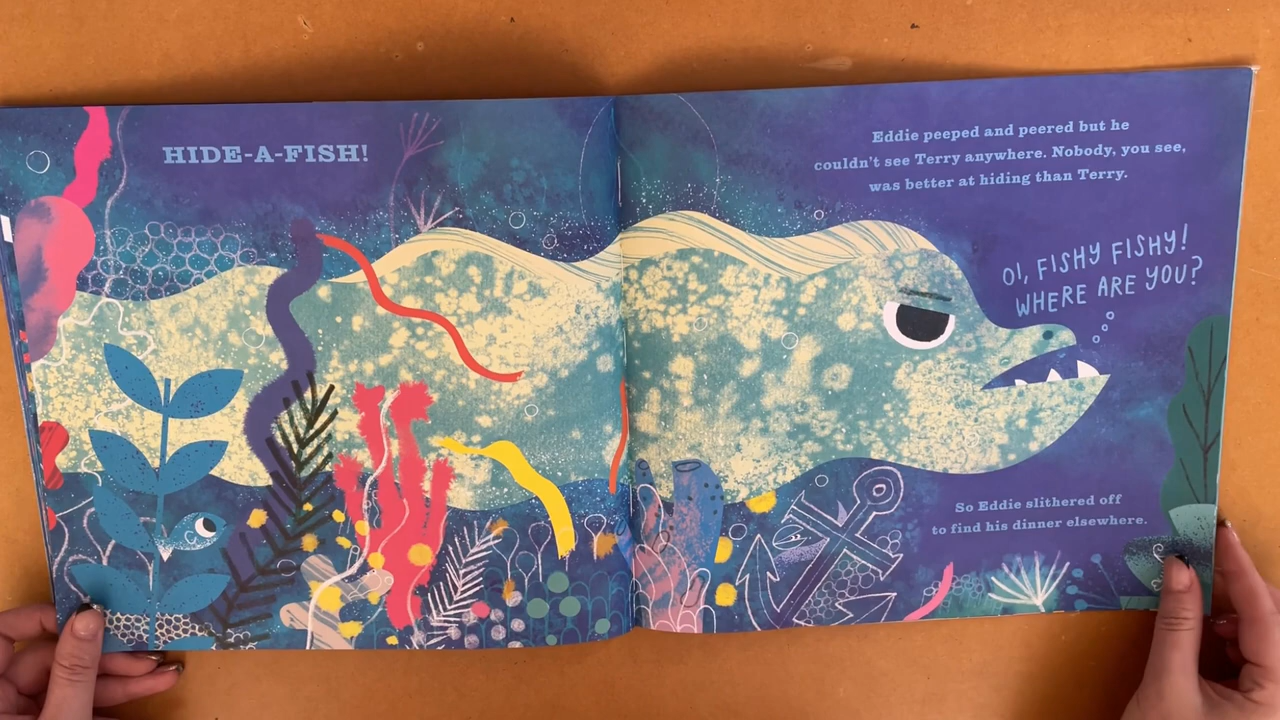 HIDE-A-FISH!
Eddie peeped and peered but he
couldn't see Terry anywhere. Nobody, you see,
was better at hiding than Terry.
OI, FISHY FISHY!
WHERE ARE YOU?
So Eddie slithered off
to find his dinner elsewhere.